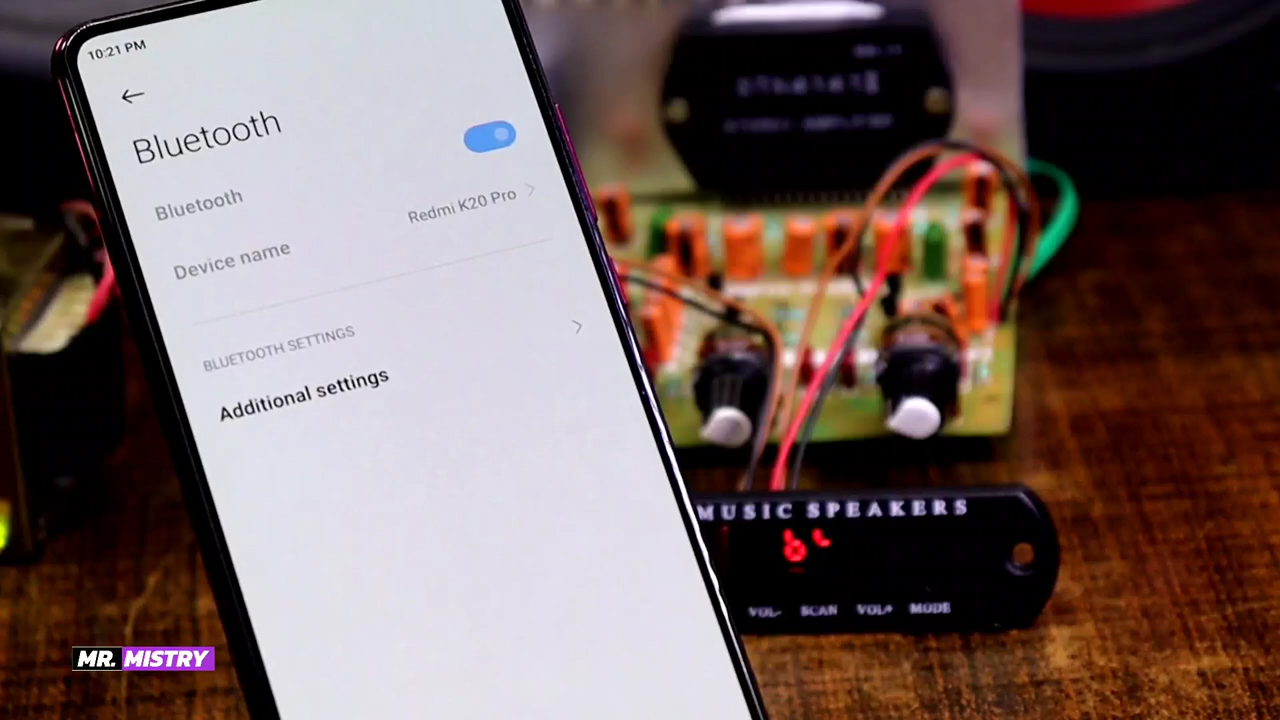 10:21 PM
Bluetooth
Bluetooth
Device name
Redmi K20 Pro
BLUETOOTH SETTINGS
Additional settings
MUSIC SPEAKERS
bt
VOL-
SCAN
VOL+
MODE
MR. MISTRY